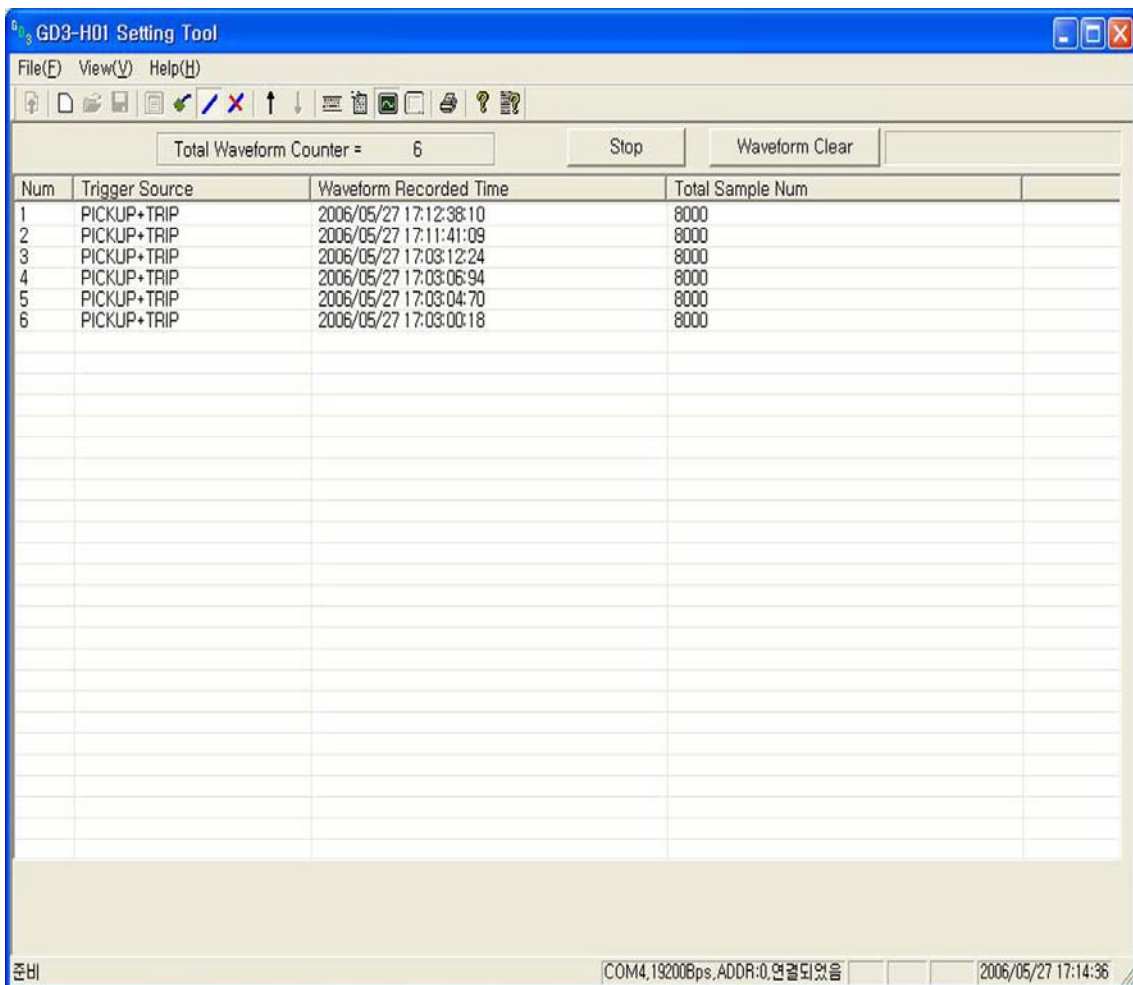 GD3 GD3-H01 Setting Tool
File(F) View(V) Help(H)
Total Waveform Counter = 6 Stop Waveform Clear
Num Trigger Source Waveform Recorded Time Total Sample Num
1 PICKUP+TRIP 2006/05/27 17:12:38:10 8000
2 PICKUP+TRIP 2006/05/27 17:11:41:09 8000
3 PICKUP+TRIP 2006/05/27 17:03:12:24 8000
4 PICKUP+TRIP 2006/05/27 17:03:06:94 8000
5 PICKUP+TRIP 2006/05/27 17:03:04:70 8000
6 PICKUP+TRIP 2006/05/27 17:03:00:18 8000
준비 COM4,19200Bps,ADDR:0,연결되었음 2006/05/27 17:14:36